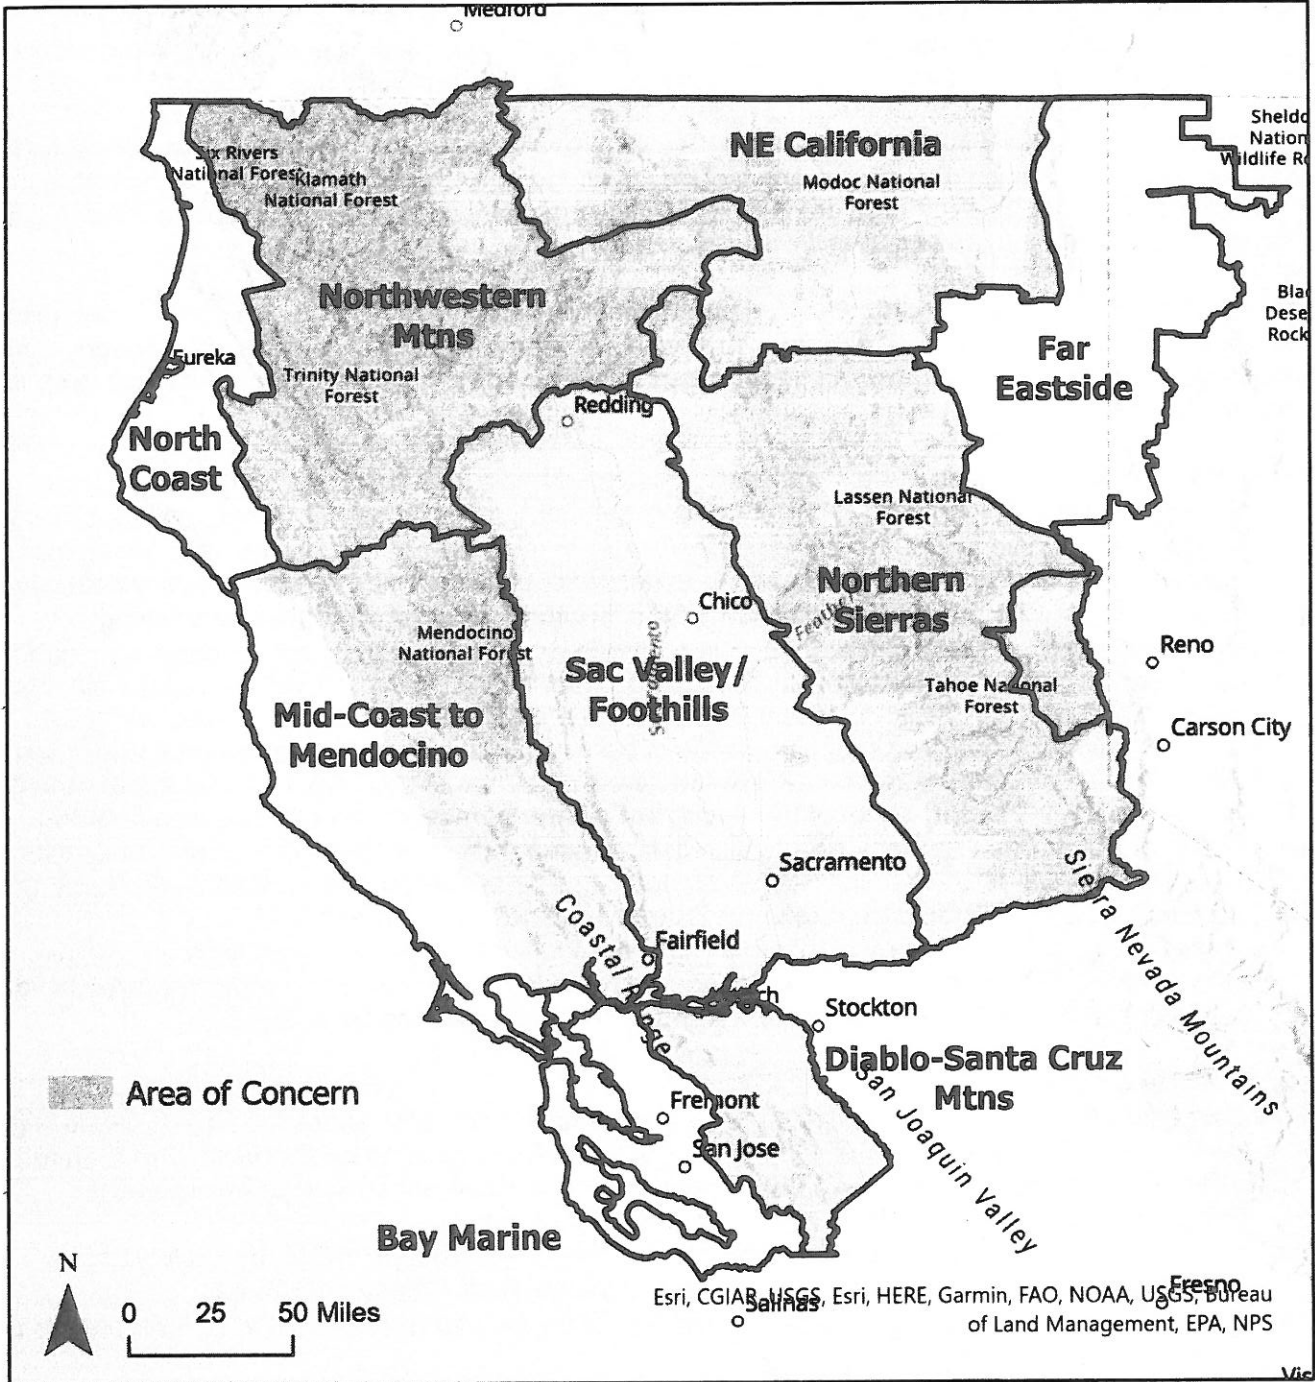 Medford
NE California
Modoc National
Forest
Six Rivers
National Forest
Klamath
National Forest
Nation
Wildlife
Northwestern
Mtns
Far
Eastside
Eureka
Trinity National
Forest
Redding
North
Coast
Lassen National
Forest
Northern
Sierras
Feather
Chico
Mendocino
National Forest
Sac Valley/
Foothills
Sacramento
Reno
Tahoe National
Forest
Mid-Coast to
Mendocino
Carson City
Sacramento
Sierra Nevada Mountains
Coastal Range
Fairfield
Stockton
Diablo-Santa Cruz
Mtns
San Joaquin Valley
Area of Concern
Fremont
San Jose
Bay Marine
N
0 25 50 Miles
Fresno
Salinas
Esri, CGIAR, USGS, Esri, HERE, Garmin, FAO, NOAA, USGS, Bureau
of Land Management, EPA, NPS